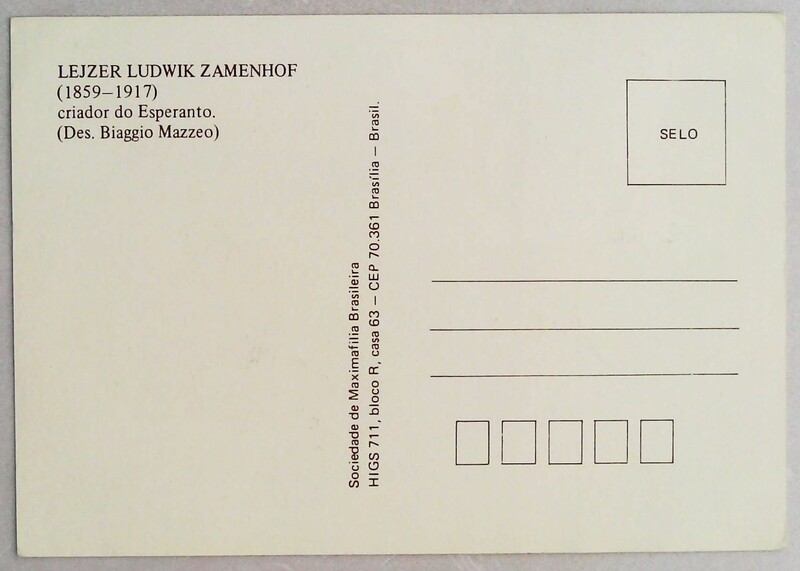 LEJZER LUDWIK ZAMENHOF
(1859–1917)
criador do Esperanto.
(Des. Biaggio Mazzeo)
Sociedade de Maximafilia Brasileira
HIGS 711, bloco R, casa 63 – CEP 70.361 Brasília – Brasil.
SELO